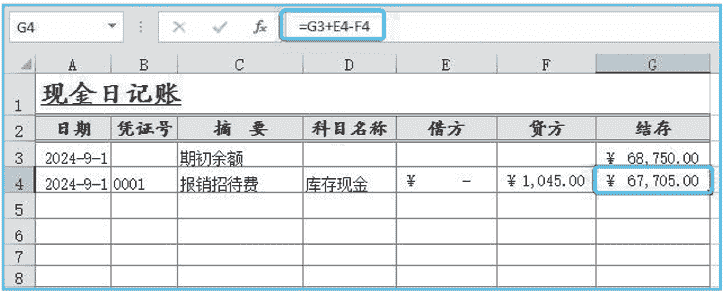 G4 =G3+E4-F4
A B C D E F G
1 现金日记账
2 日期 凭证号 摘 要 科目名称 借方 贷方 结存
3 2024-9-1 期初余额 ¥ 68,750.00
4 2024-9-1 0001 报销招待费 库存现金 ¥ - ¥ 1,045.00 ¥ 67,705.00
5
6
7
8